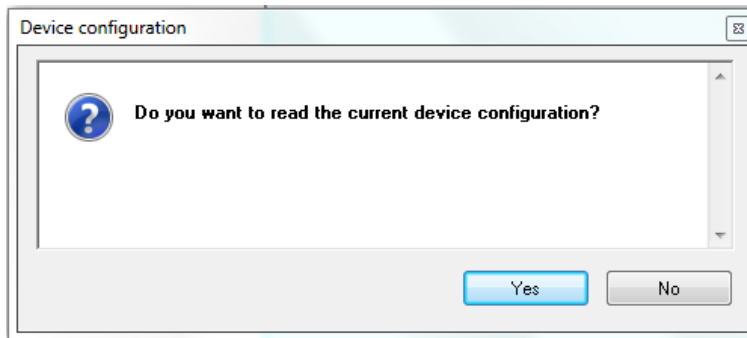 Device configuration
Do you want to read the current device configuration?
Yes
No